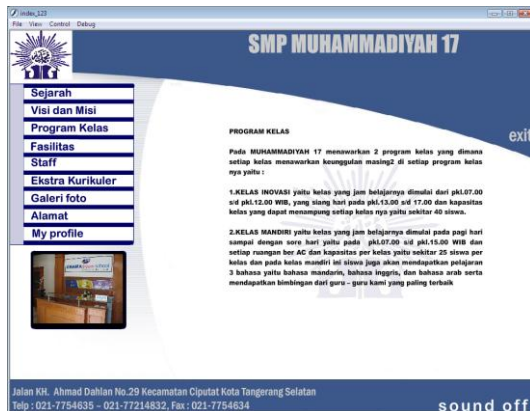 index_123
File View Control Debug
SMP MUHAMMADIYAH 17
Sejarah
Visi dan Misi
Program Kelas
Fasilitas
Staff
Ekstra Kurikuler
Galeri foto
Alamat
My profile
exit
PROGRAM KELAS
Pada MUHAMMADIYAH 17 menawarkan 2 program kelas yang dimana
setiap kelas menawarkan keunggulan masing2 di setiap program kelas
nya yaitu :
1.KELAS INOVASI yaitu kelas yang jam belajarnya dimulai dari pkl.07.00
s/d pkl.12.00 WIB, yang siang hari pada pkl.13.00 s/d 17.00 dan kapasitas
kelas yang dapat menampung setiap kelas nya yaitu sekitar 40 siswa.
2.KELAS MANDIRI yaitu kelas yang jam belajarnya dimulai pada pagi hari
sampai dengan sore hari yaitu pada pkl.07.00 s/d pkl.15.00 WIB dan
setiap ruangan ber AC dan kapasitas per kelas yaitu sekitar 25 siswa per
kelas dan pada kelas mandiri ini siswa juga akan mendapatkan pelajaran
3 bahasa yaitu bahasa mandarin, bahasa inggris, dan bahasa arab serta
mendapatkan bimbingan dari guru – guru kami yang paling terbaik
Jalan KH. Ahmad Dahlan No.29 Kecamatan Ciputat Kota Tangerang Selatan
Telp : 021-7754635 – 021-77214832, Fax : 021-7754634
sound off